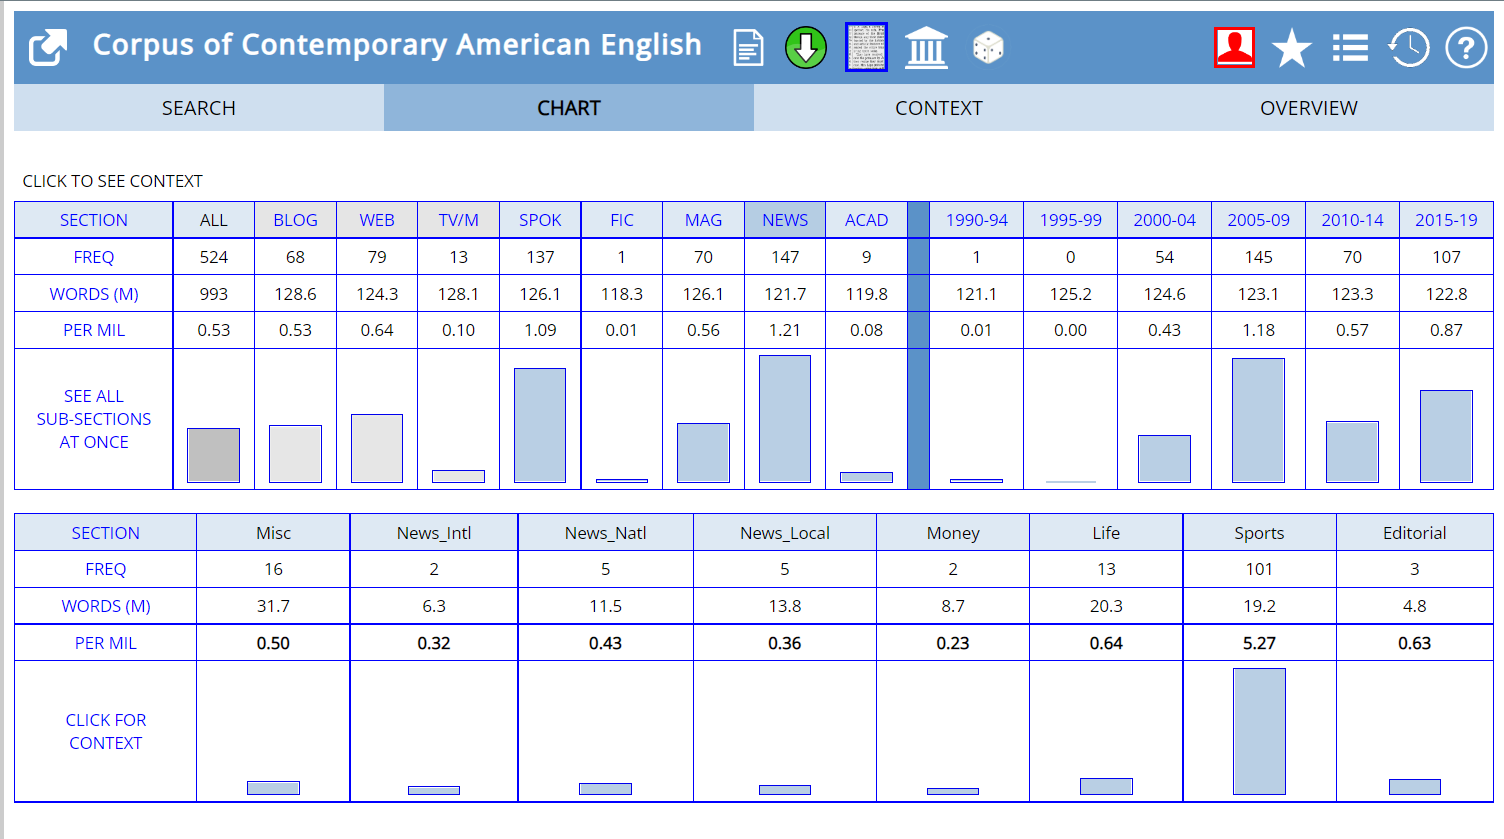 Corpus of Contemporary American English
SEARCH CHART CONTEXT OVERVIEW
CLICK TO SEE CONTEXT
SECTION ALL BLOG WEB TV/M SPOK FIC MAG NEWS ACAD 1990-94 1995-99 2000-04 2005-09 2010-14 2015-19
FREQ 524 68 79 13 137 1 70 147 9 1 0 54 145 70 107
WORDS (M) 993 128.6 124.3 128.1 126.1 118.3 126.1 121.7 119.8 121.1 125.2 124.6 123.1 123.3 122.8
PER MIL 0.53 0.53 0.64 0.10 1.09 0.01 0.56 1.21 0.08 0.01 0.00 0.43 1.18 0.57 0.87
SEE ALL
SUB-SECTIONS
AT ONCE
SECTION Misc News_Intl News_Natl News_Local Money Life Sports Editorial
FREQ 16 2 5 5 2 13 101 3
WORDS (M) 31.7 6.3 11.5 13.8 8.7 20.3 19.2 4.8
PER MIL 0.50 0.32 0.43 0.36 0.23 0.64 5.27 0.63
CLICK FOR
CONTEXT